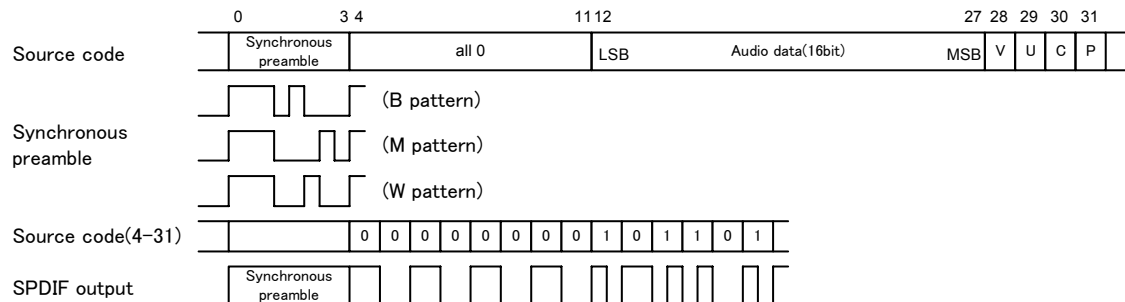 0 3 4 11 12 27 28 29 30 31
Source code Synchronous preamble all 0 LSB Audio data(16bit) MSB V U C P
(B pattern)
Synchronous preamble (M pattern)
(W pattern)
Source code(4-31) 0 0 0 0 0 0 0 0 1 0 1 1 0 1
SPDIF output Synchronous preamble